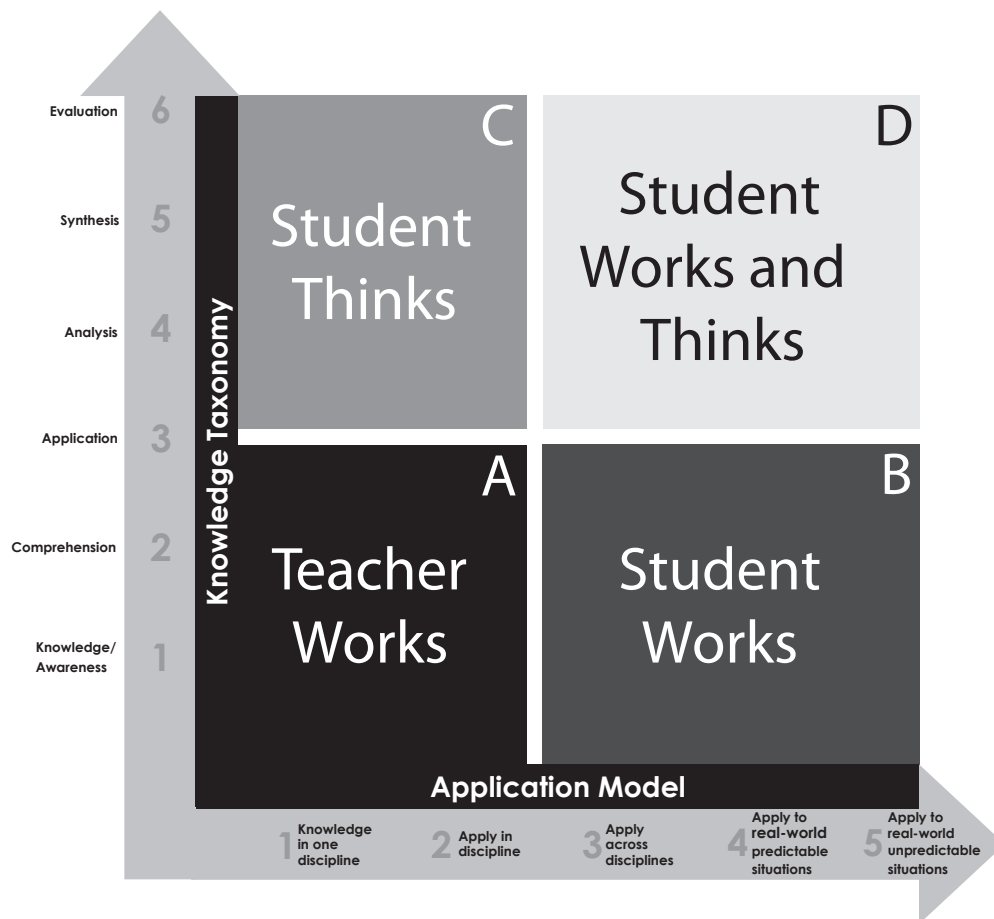 6
Evaluation
5
Synthesis
4
Analysis
3
Application
2
Comprehension
1
Knowledge/
Awareness
Knowledge Taxonomy
C
Student
Thinks
D
Student
Works and
Thinks
A
Teacher
Works
B
Student
Works
Application Model
1
Knowledge
in one
discipline
2
Apply in
discipline
3
Apply
across
disciplines
4
Apply to
real-world
predictable
situations
5
Apply to
real-world
unpredictable
situations